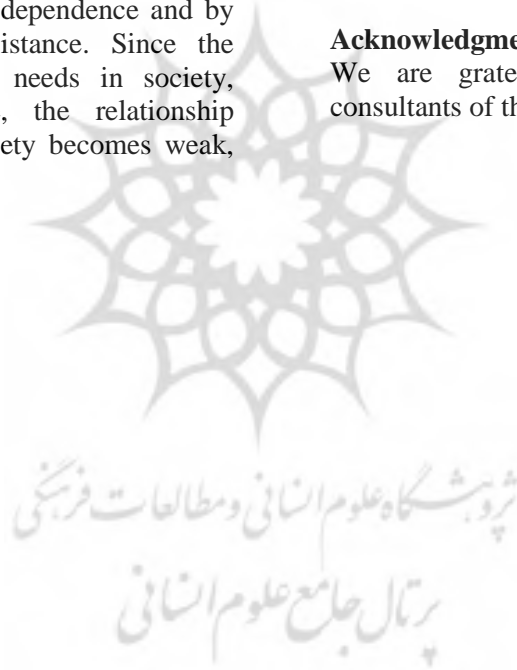 dependence and by
istance. Since the
needs in society,
, the relationship
ety becomes weak,
Acknowledgme
We are grate
consultants of th
پژوهشگاه علوم انسانی و مطالعات فرهنگی
پرتال جامع علوم انسانی